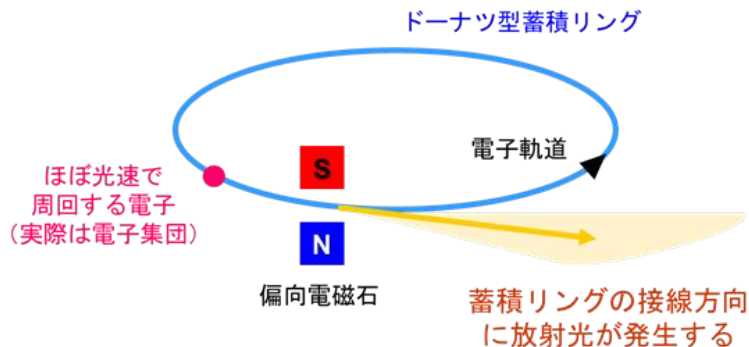 ドーナツ型蓄積リング
電子軌道
S
ほぼ光速で
周回する電子
（実際は電子集団）
N
偏向電磁石
蓄積リングの接線方向
に放射光が発生する